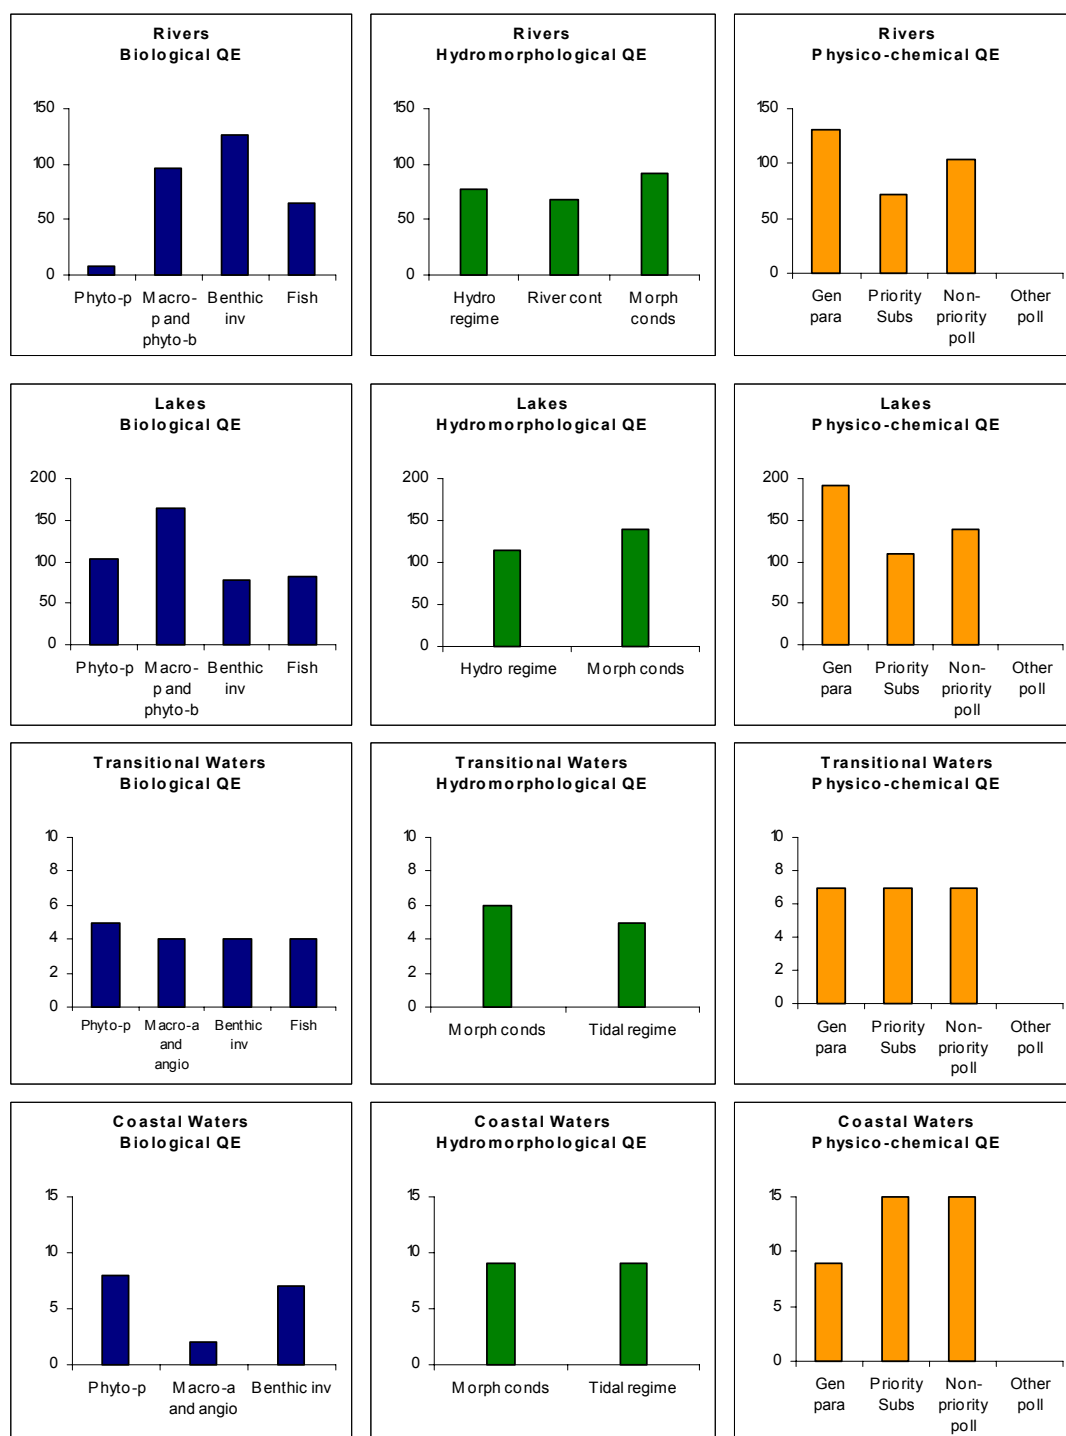 Rivers
Biological QE
150
100
50
0
Phyto-p
Macro-
p and
phyto-b
Benthic
inv
Fish
Rivers
Hydromorphological QE
150
100
50
0
Hydro
regime
River cont
Morph
conds
Rivers
Physico-chemical QE
150
100
50
0
Gen
para
Priority
Subs
Non-
priority
poll
Other
poll
Lakes
Biological QE
200
150
100
50
0
Phyto-p
Macro-
p and
phyto-b
Benthic
inv
Fish
Lakes
Hydromorphological QE
200
150
100
50
0
Hydro regime
Morph conds
Lakes
Physico-chemical QE
200
150
100
50
0
Gen
para
Priority
Subs
Non-
priority
poll
Other
poll
Transitional Waters
Biological QE
10
8
6
4
2
0
Phyto-p
Macro-a
and
angio
Benthic
inv
Fish
Transitional Waters
Hydromorphological QE
10
8
6
4
2
0
Morph conds
Tidal regime
Transitional Waters
Physico-chemical QE
10
8
6
4
2
0
Gen
para
Priority
Subs
Non-
priority
poll
Other
poll
Coastal Waters
Biological QE
15
10
5
0
Phyto-p
Macro-a
and angio
Benthic inv
Coastal Waters
Hydromorphological QE
15
10
5
0
Morph conds
Tidal regime
Coastal Waters
Physico-chemical QE
15
10
5
0
Gen
para
Priority
Subs
Non-
priority
poll
Other
poll